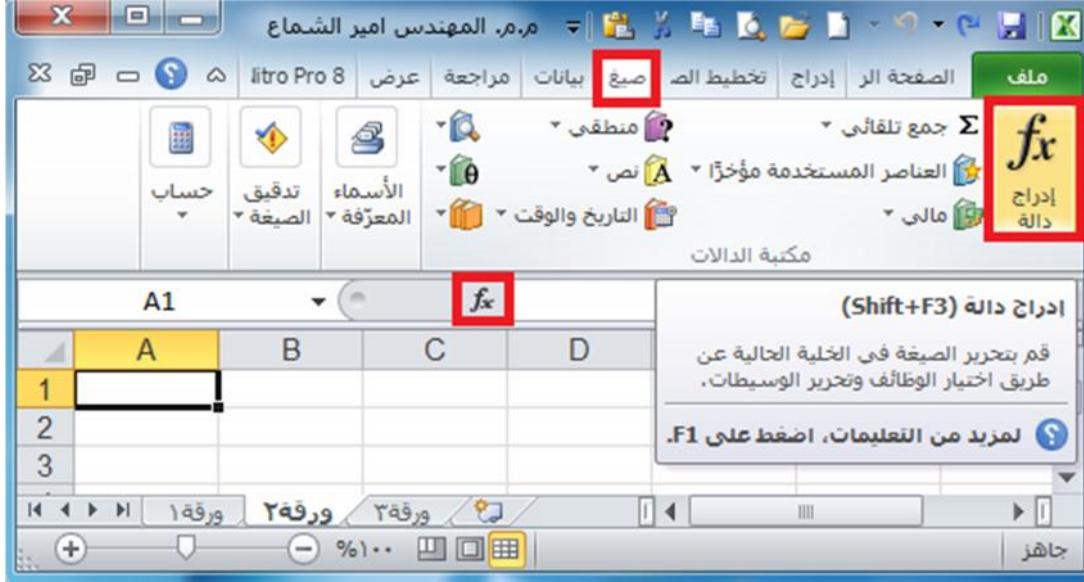 م.م. المهندس امير الشماع
ملف الصفحة الر إدراج تخطيط الص صيغ بيانات مراجعة عرض litro Pro 8
fx
إدراج
دالة
Σ جمع تلقائي
العناصر المستخدمة مؤخرًا
مالي
منطقي
نص
التاريخ والوقت
مكتبة الدالات
الأسماء
المعرّفة
تدقيق
الصيغة
حساب
A1 fx
إدراج دالة (Shift+F3)
قم بتحرير الصيغة في الخلية الحالية عن
طريق اختيار الوظائف وتحرير الوسيطات.
لمزيد من التعليمات، اضغط على F1.
A B C D
1
2
3
ورقة١ ورقة٢ ورقة٣
جاهز
%١٠٠